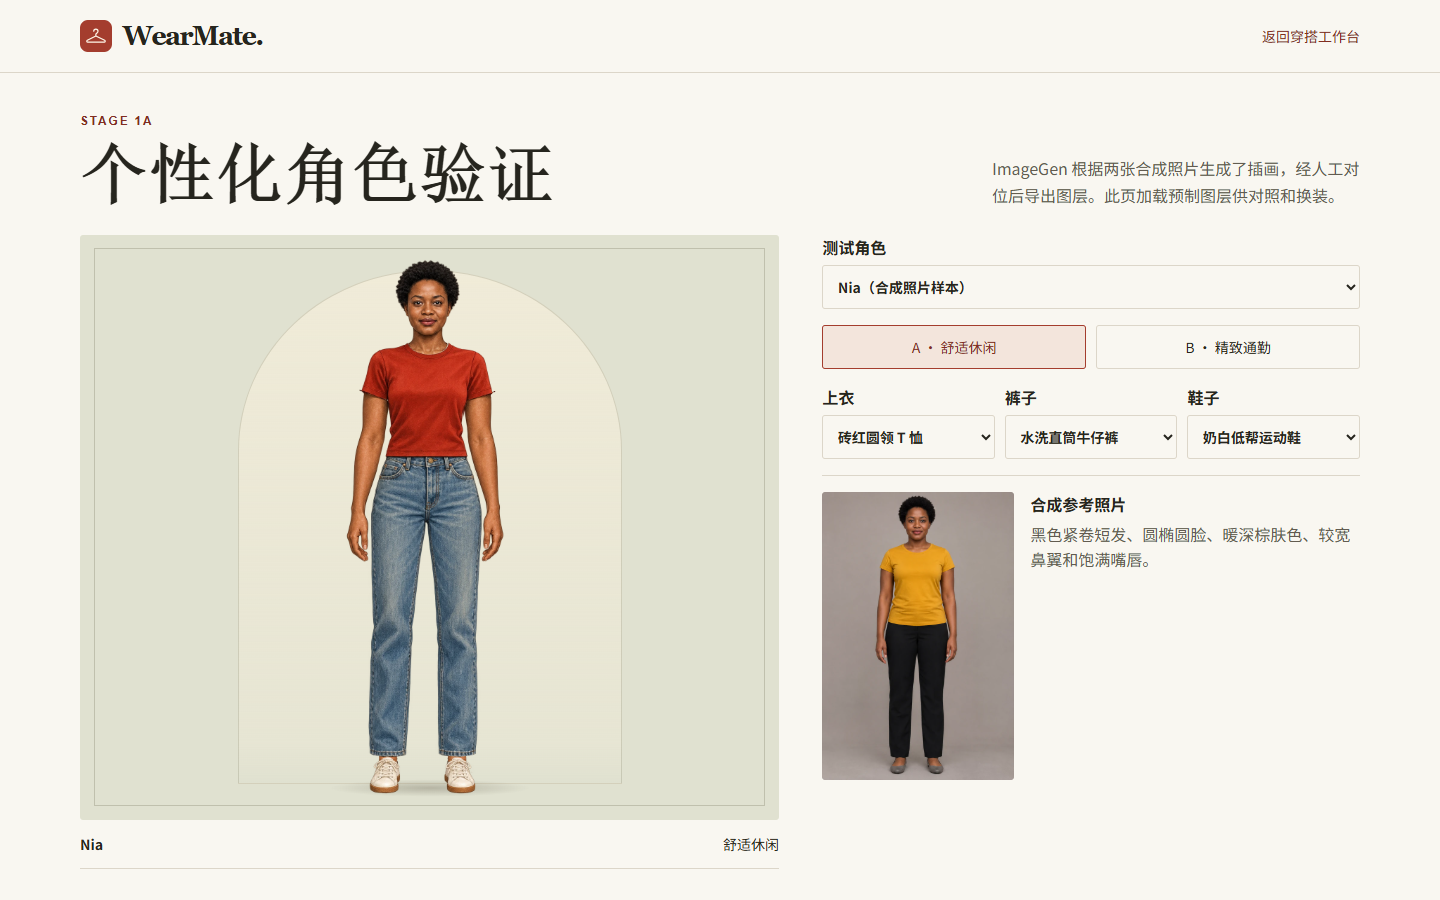 WearMate.
返回穿搭工作台
STAGE 1A
个性化角色验证
ImageGen 根据两张合成照片生成了插画，经人工对
位后导出图层。此页加载预制图层供对照和换装。
测试角色
Nia（合成照片样本）
A · 舒适休闲
B · 精致通勤
上衣
裤子
鞋子
砖红圆领 T 恤
水洗直筒牛仔裤
奶白低帮运动鞋
合成参考照片
黑色紧卷短发、圆椭圆脸、暖深棕肤色、较宽
鼻翼和饱满嘴唇。
Nia
舒适休闲